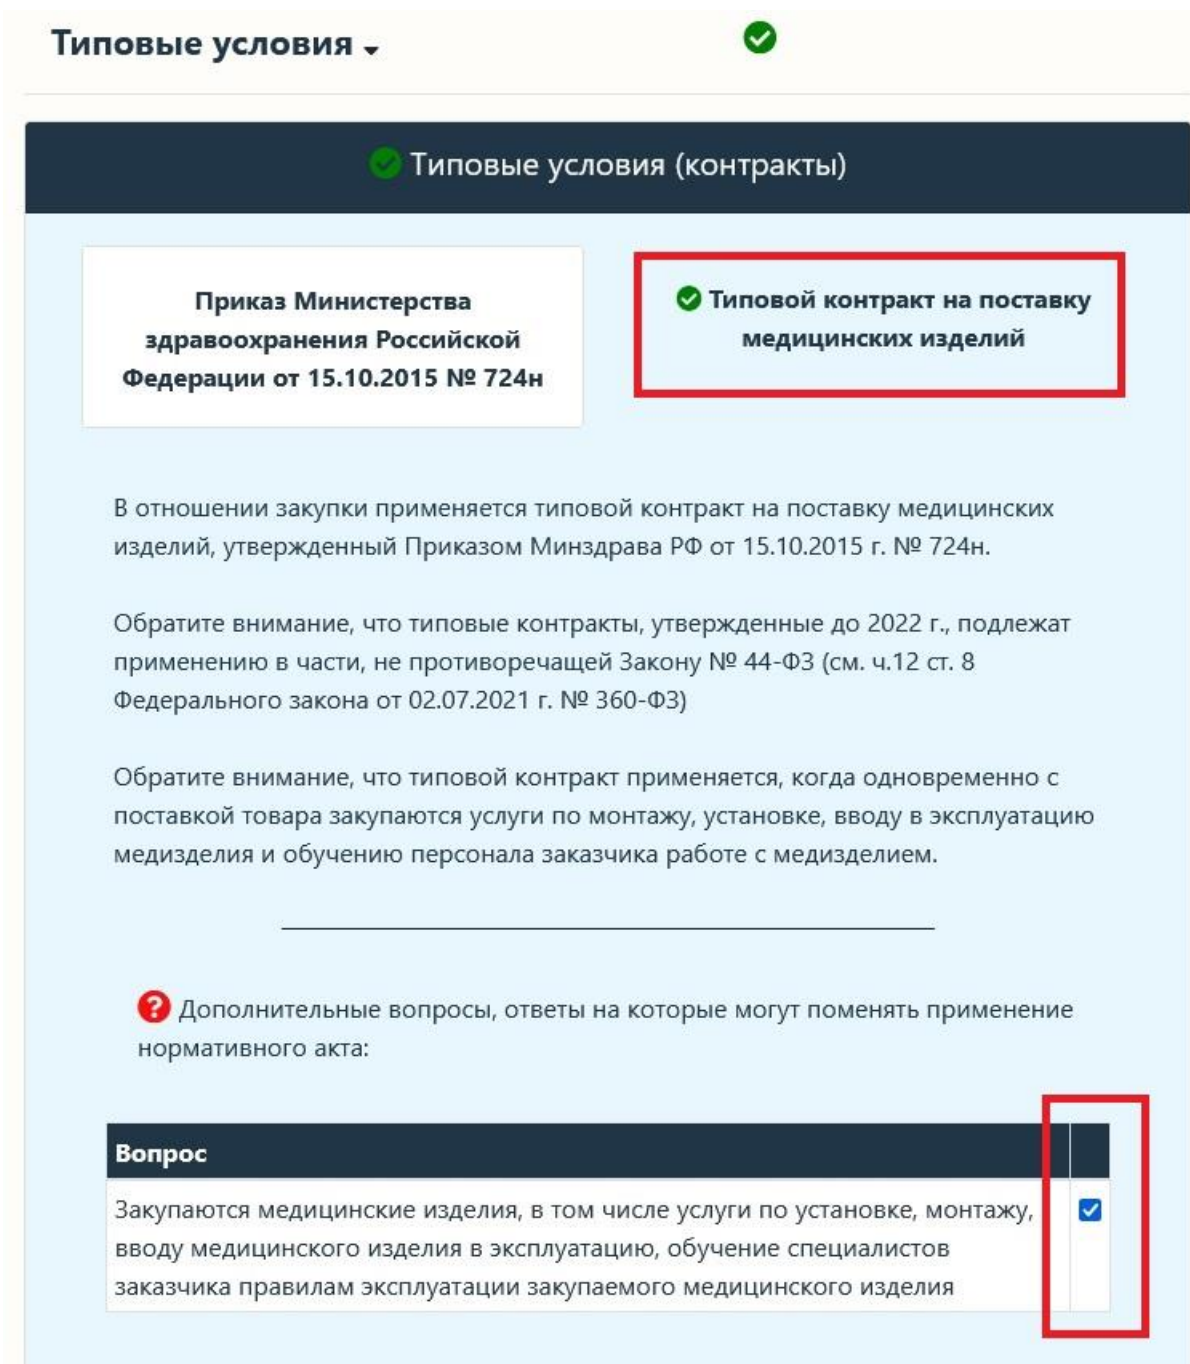 Типовые условия
Типовые условия (контракты)
Приказ Министерства
здравоохранения Российской
Федерации от 15.10.2015 № 724н
Типовой контракт на поставку
медицинских изделий
В отношении закупки применяется типовой контракт на поставку медицинских
изделий, утвержденный Приказом Минздрава РФ от 15.10.2015 г. № 724н.
Обратите внимание, что типовые контракты, утвержденные до 2022 г., подлежат
применению в части, не противоречащей Закону № 44-ФЗ (см. ч.12 ст. 8
Федерального закона от 02.07.2021 г. № 360-ФЗ)
Обратите внимание, что типовой контракт применяется, когда одновременно с
поставкой товара закупаются услуги по монтажу, установке, вводу в эксплуатацию
медизделия и обучению персонала заказчика работе с медизделием.
Дополнительные вопросы, ответы на которые могут поменять применение
нормативного акта:
Вопрос
Закупаются медицинские изделия, в том числе услуги по установке, монтажу,
вводу медицинского изделия в эксплуатацию, обучение специалистов
заказчика правилам эксплуатации закупаемого медицинского изделия